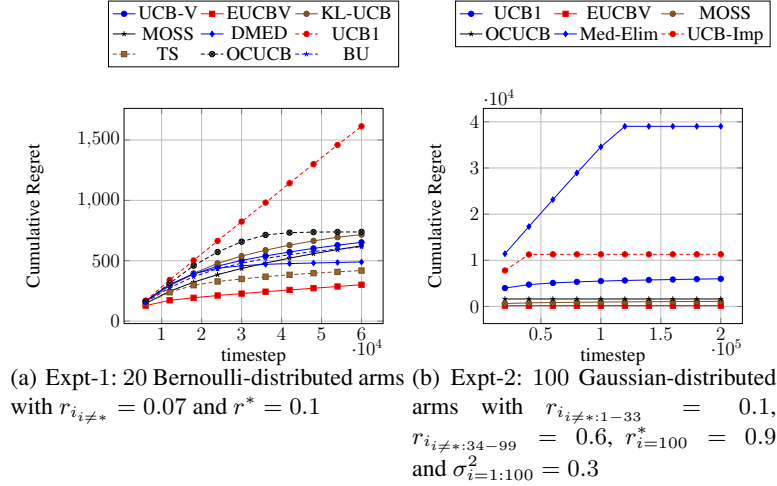 UCB-V EUCBV KL-UCB
MOSS DMED UCB1
TS OCUCB BU
UCB1 EUCBV MOSS
OCUCB Med-Elim UCB-Imp
1,500
1,000
500
0
Cumulative Regret
0 1 2 3 4 5 6
timestep
·10^4
·10^4
4
3
2
1
0
Cumulative Regret
0.5 1 1.5 2
timestep
·10^5
(a) Expt-1: 20 Bernoulli-distributed arms
with r_{i_{i≠*}} = 0.07 and r^* = 0.1
(b) Expt-2: 100 Gaussian-distributed
arms with r_{i_{i≠*:1−33}} = 0.1,
r_{i_{i≠*:34−99}} = 0.6, r^*_{i=100} = 0.9
and σ^2_{i=1:100} = 0.3